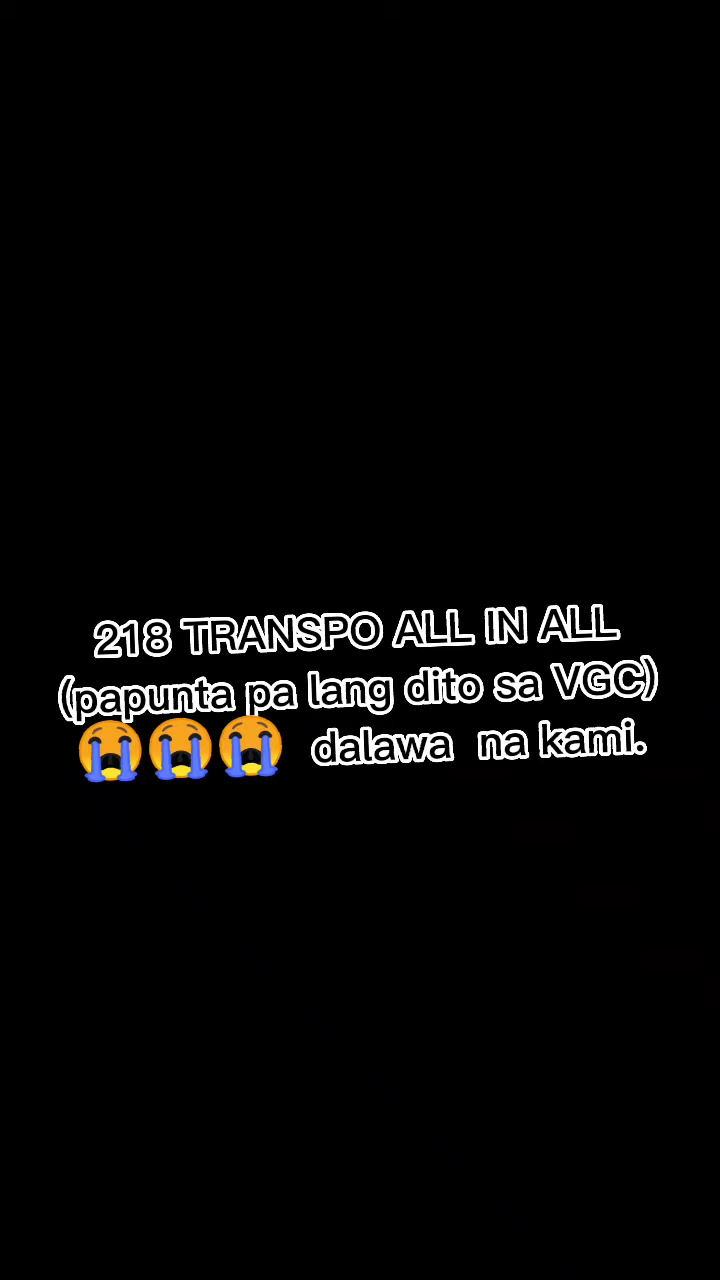 218 TRANSPO ALL IN ALL
(papunta pa lang dito sa VGC)
😭😭😭 dalawa na kami.